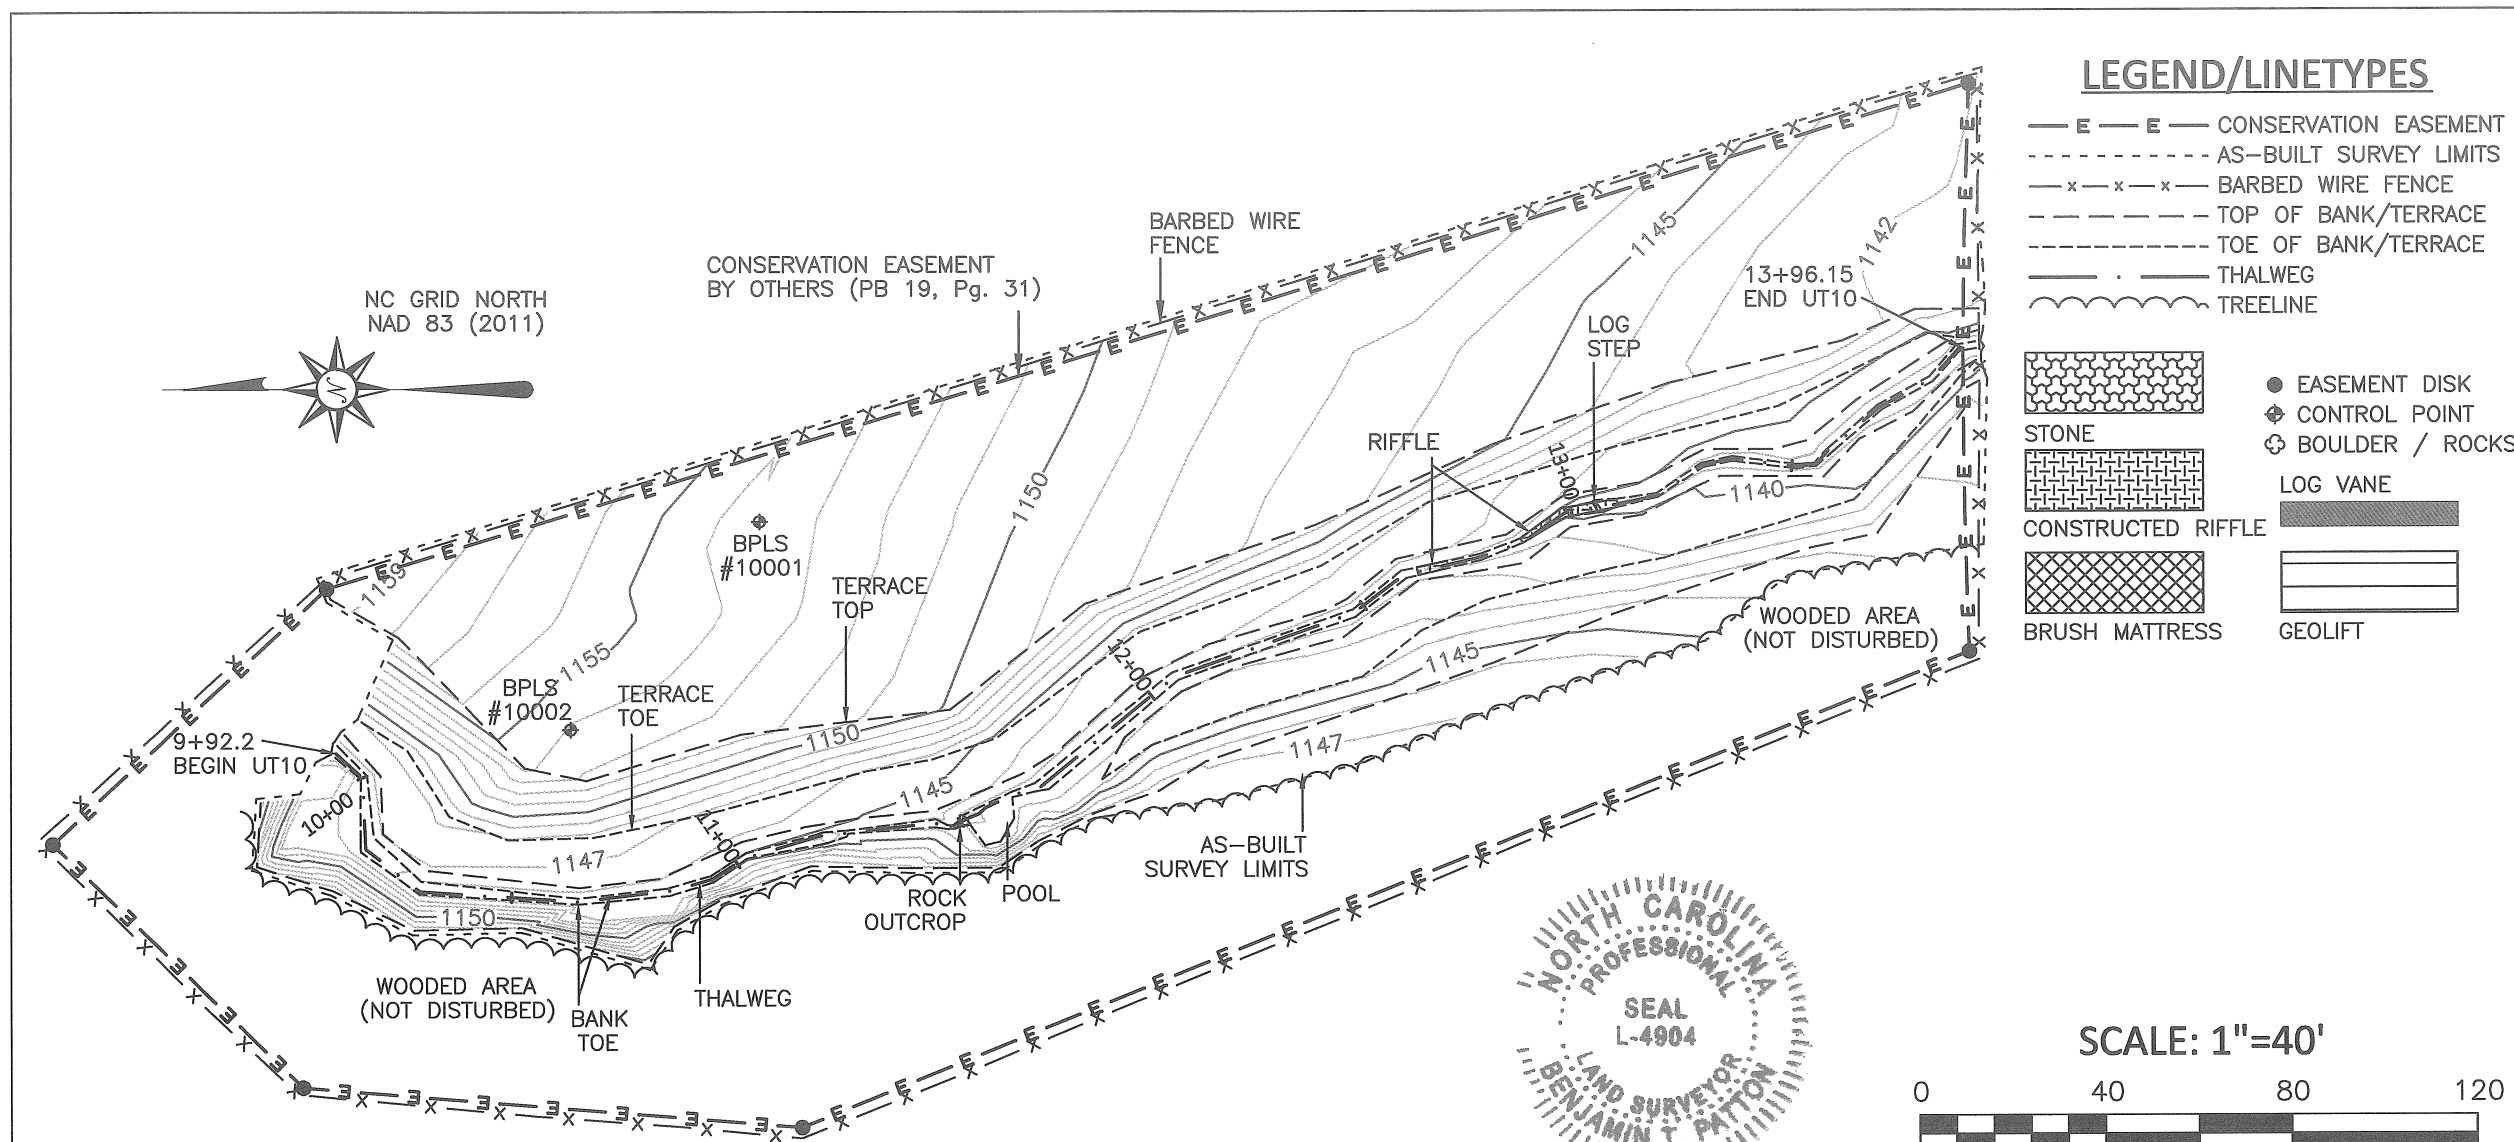 LEGEND/LINETYPES
E E CONSERVATION EASEMENT
AS-BUILT SURVEY LIMITS
x x x BARBED WIRE FENCE
TOP OF BANK/TERRACE
TOE OF BANK/TERRACE
THALWEG
TREELINE
STONE
CONSTRUCTED RIFFLE
BRUSH MATTRESS
EASEMENT DISK
CONTROL POINT
BOULDER / ROCKS
LOG VANE
GEOLIFT
NC GRID NORTH
NAD 83 (2011)
N
CONSERVATION EASEMENT
BY OTHERS (PB 19, Pg. 31)
BARBED WIRE
FENCE
1145
1142
13+96.15
END UT10
LOG
STEP
RIFFLE
13+00
1140
1150
BPLS
#10001
1159
TERRACE
TOP
1155
BPLS
#10002
TERRACE
TOE
12+00
1145
WOODED AREA
(NOT DISTURBED)
9+92.2
BEGIN UT10
1150
1147
1145
10+00
11+00
1147
AS-BUILT
SURVEY LIMITS
ROCK
OUTCROP
POOL
1150
WOODED AREA
(NOT DISTURBED)
BANK
TOE
THALWEG
NORTH CAROLINA
PROFESSIONAL
SEAL
L-4904
LAND SURVEYOR
BENJAMIN T PATTON
SCALE: 1"=40'
0 40 80 120